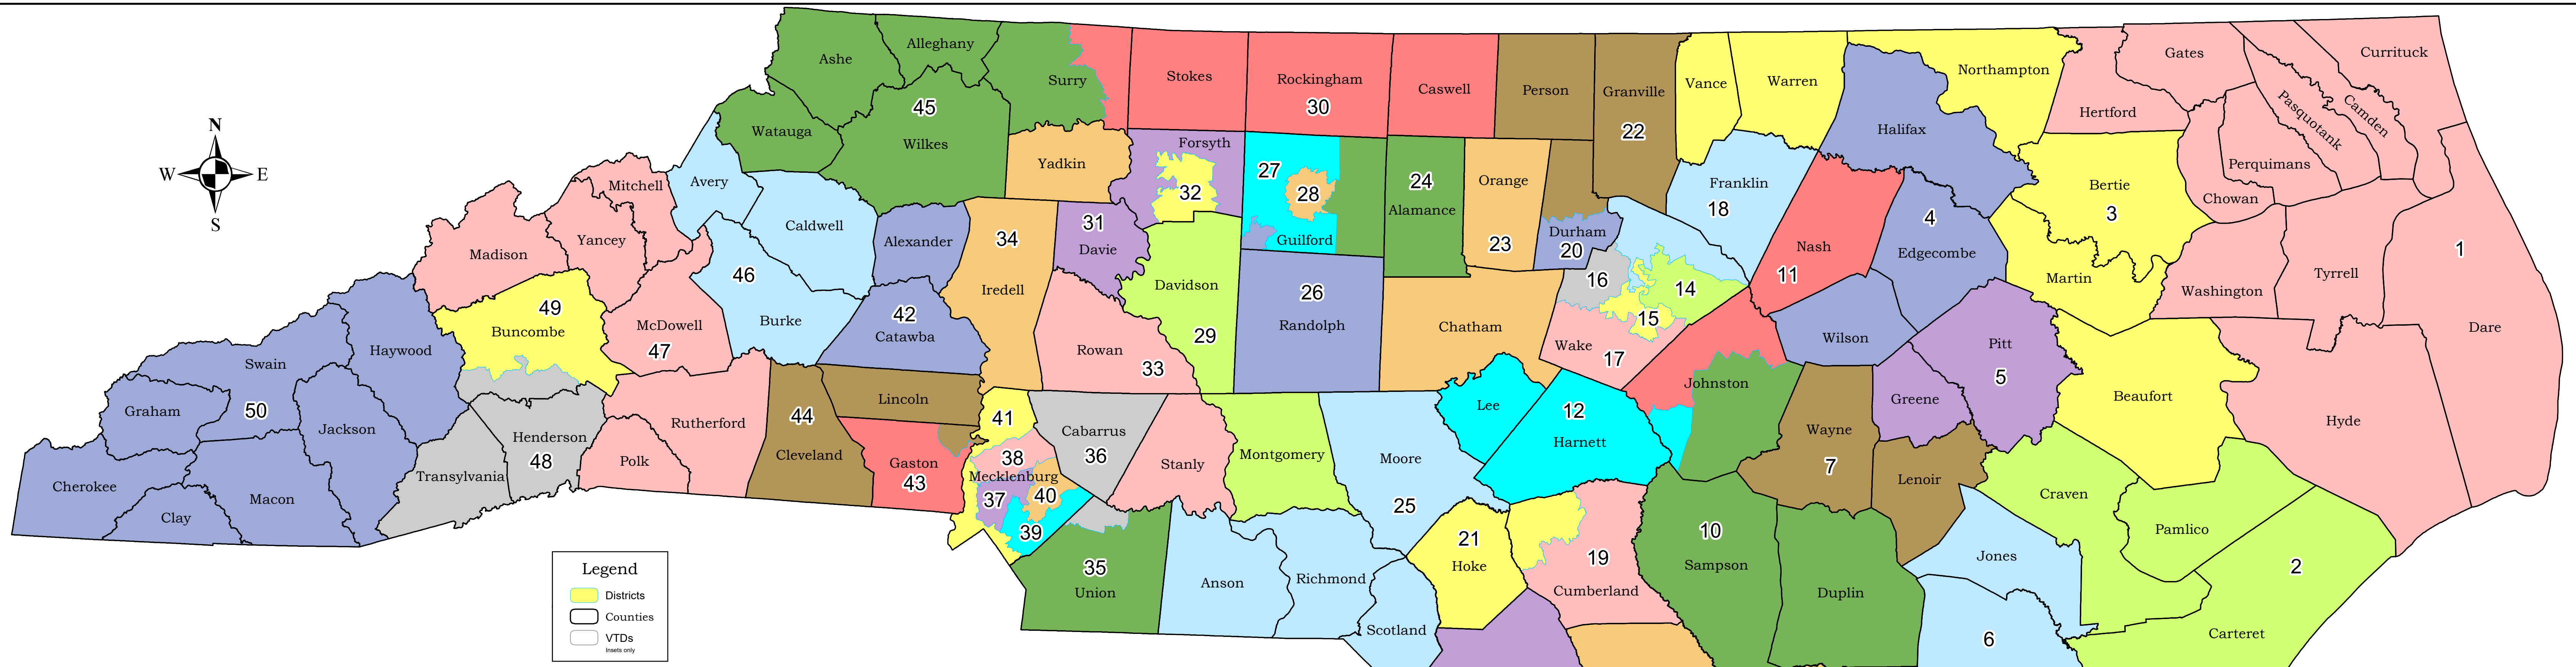 N
W E
S
Ashe
Alleghany
Surry
Stokes
Rockingham
30
Caswell
Person
Granville
22
Vance
Warren
Northampton
Halifax
Hertford
Gates
Pasquotank
Camden
Currituck
Perquimans
Chowan
Watauga
45
Wilkes
Yadkin
Forsyth
32
27
28
Guilford
24
Alamance
Orange
23
Durham
20
Franklin
18
Nash
11
4
Edgecombe
Bertie
3
Martin
Washington
Tyrrell
1
Dare
Mitchell
Avery
Yancey
Madison
Caldwell
46
Burke
Alexander
42
Catawba
34
Iredell
31
Davie
Davidson
29
26
Randolph
Chatham
16
14
15
Wake
17
Wilson
Pitt
5
Greene
Beaufort
Hyde
49
Buncombe
McDowell
47
Haywood
Swain
Graham
50
Jackson
Cherokee
Clay
Macon
Transylvania
Henderson
48
Polk
Rutherford
44
Cleveland
Lincoln
Gaston
43
41
38
Mecklenburg
37
40
39
Rowan
33
Cabarrus
36
Stanly
Montgomery
Moore
25
Lee
12
Harnett
Johnston
Wayne
7
Lenoir
Craven
Pamlico
2
Carteret
Jones
6
35
Union
Anson
Richmond
Scotland
21
Hoke
19
Cumberland
10
Sampson
Duplin
Legend
Districts
Counties
VTDs
Insets only